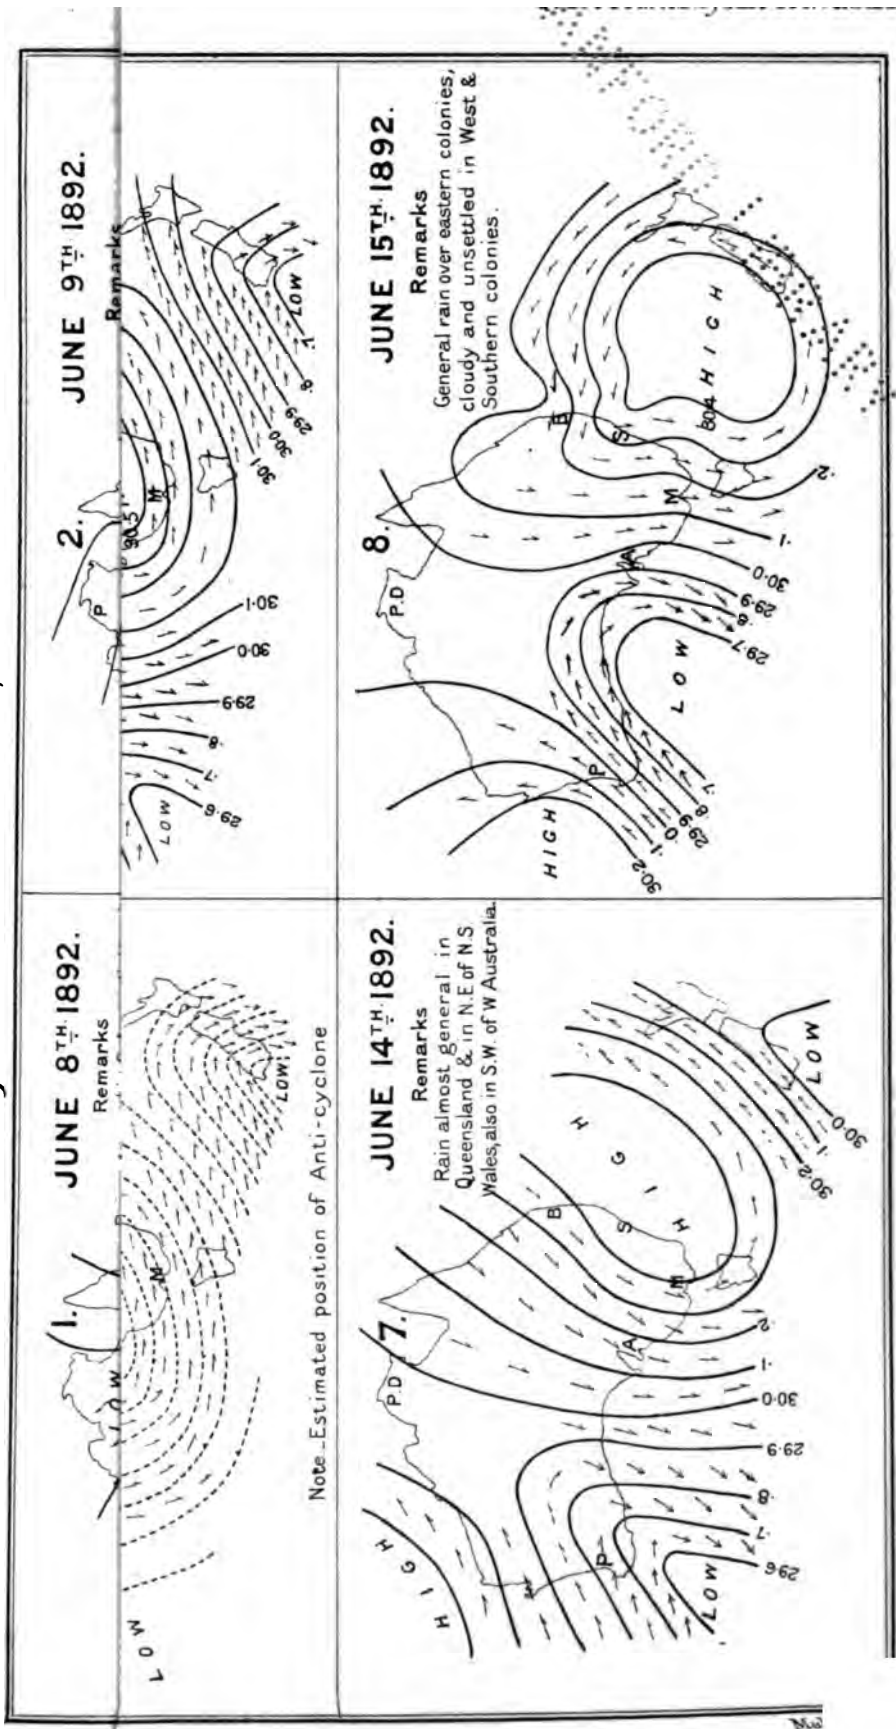 1.
JUNE 8TH 1892.
Remarks
LOW
LOW
M
LOW
Note. Estimated position of Anti-cyclone
2.
JUNE 9TH 1892.
Remarks
P
M
LOW
29.6
.7
.8
29.9
30.0
30.1
30.1
30.0
29.9
LOW
7.
JUNE 14TH 1892.
Remarks
Rain almost general in
Queensland & in N.E of N.S.
Wales, also in S.W. of W Australia.
HIGH
P.D
B
HIGH
S
P
A
M
LOW
29.6
.7
.8
29.9
30.0
.1
.2
30.2
.1
30.0
LOW
8.
JUNE 15TH 1892.
Remarks
General rain over eastern colonies,
cloudy and unsettled in West &
Southern colonies.
P.D
HIGH
P
B
S
HIGH
A
M
LOW
30.2
.1
.0
29.9
.8
.7
29.7
.8
29.9
30.0
.1
.2